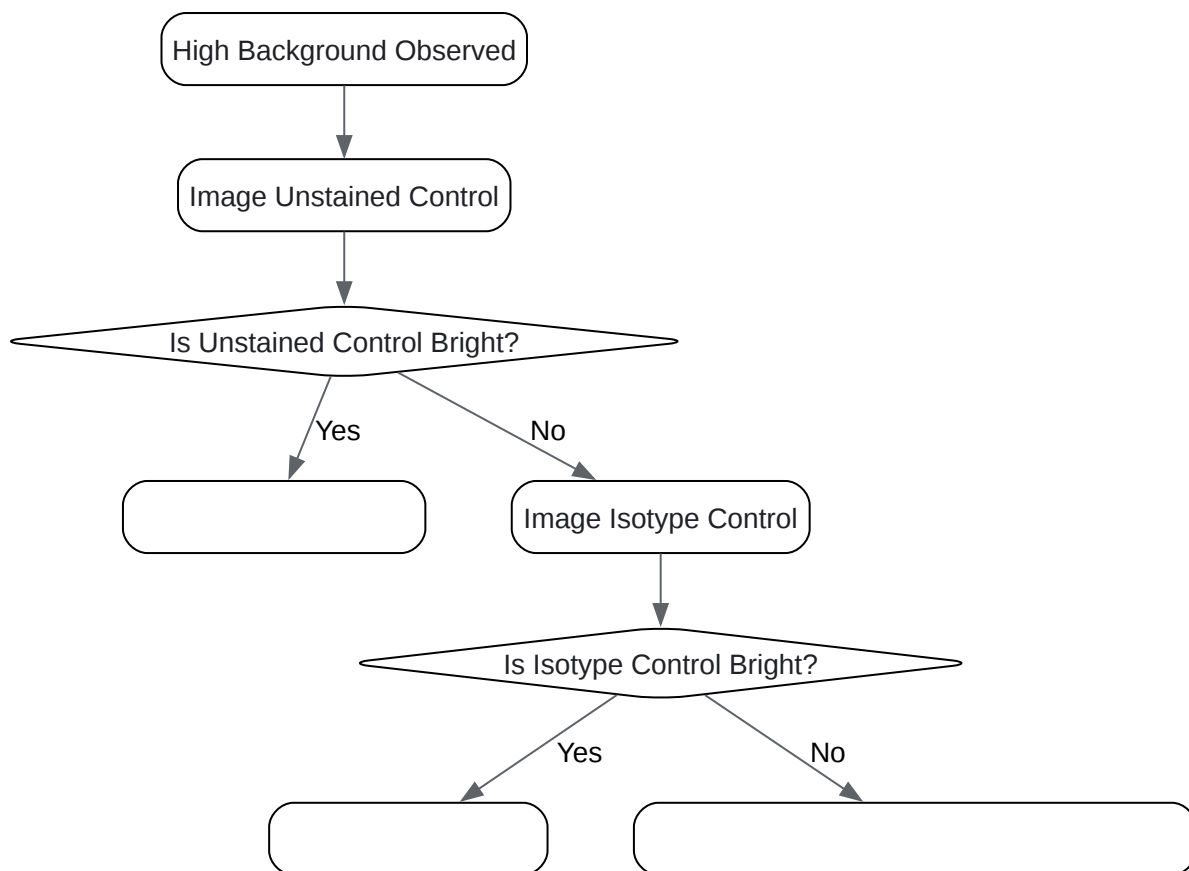 High Background Observed
Image Unstained Control
Is Unstained Control Bright?
Yes
No
Image Isotype Control
Is Isotype Control Bright?
Yes
No